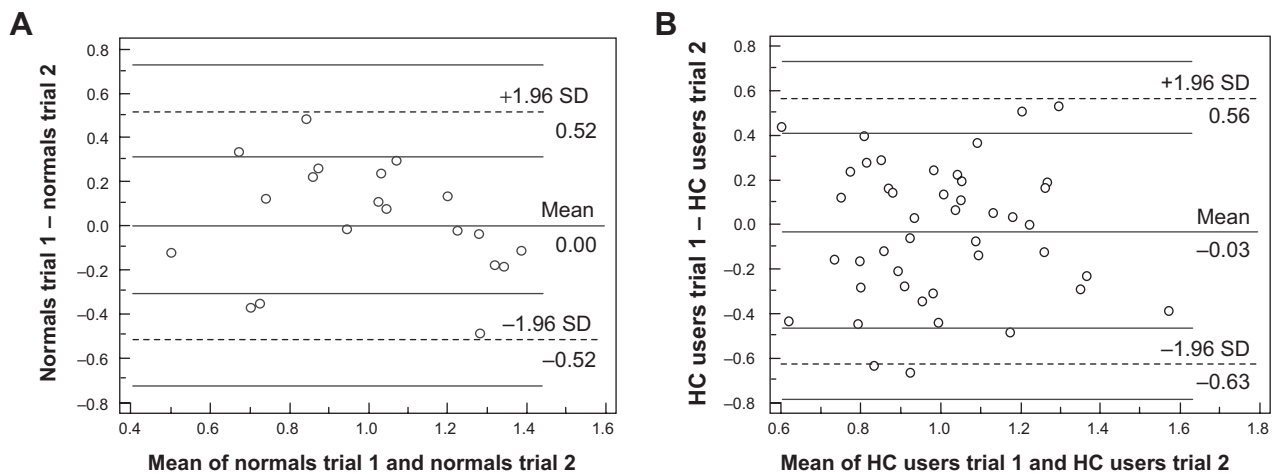 A
Normals trial 1 – normals trial 2
0.8
0.6
0.4
0.2
0.0
–0.2
–0.4
–0.6
–0.8
+1.96 SD
0.52
Mean
0.00
–1.96 SD
–0.52
0.4 0.6 0.8 1.0 1.2 1.4 1.6
Mean of normals trial 1 and normals trial 2
B
HC users trial 1 – HC users trial 2
0.8
0.6
0.4
0.2
0.0
–0.2
–0.4
–0.6
–0.8
+1.96 SD
0.56
Mean
–0.03
–1.96 SD
–0.63
0.6 0.8 1.0 1.2 1.4 1.6 1.8
Mean of HC users trial 1 and HC users trial 2